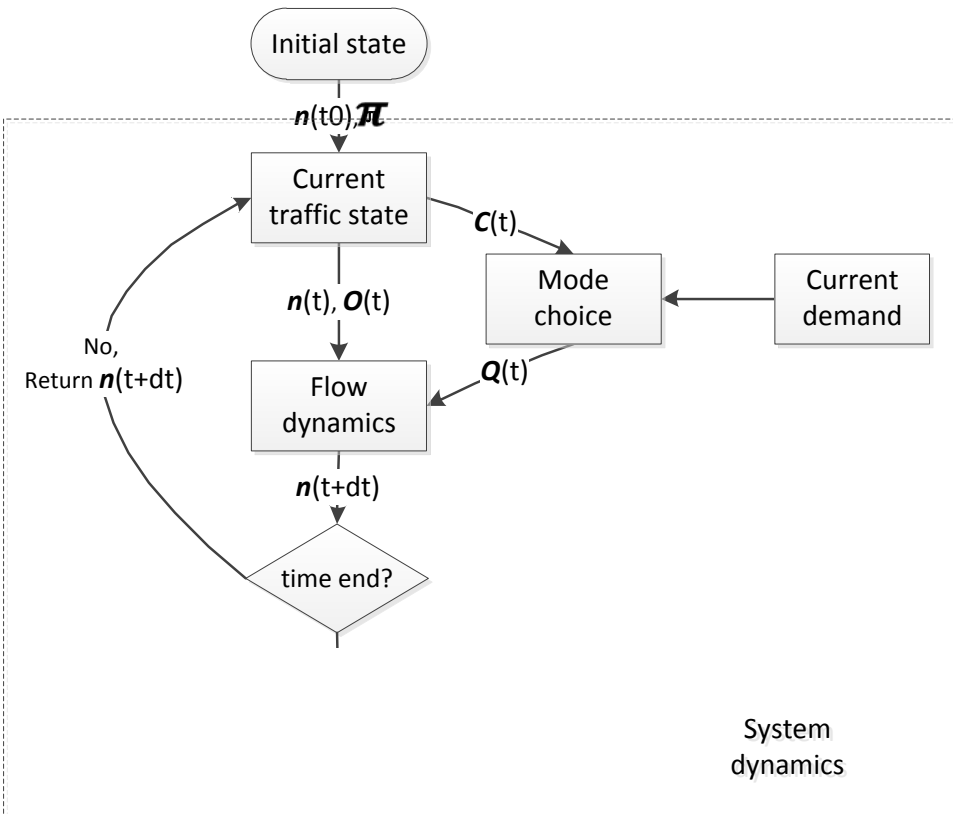 Initial state
n(t0), π
Current
traffic state
C(t)
n(t), O(t)
Mode
choice
Current
demand
No,
Return n(t+dt)
Q(t)
Flow
dynamics
n(t+dt)
time end?
System
dynamics